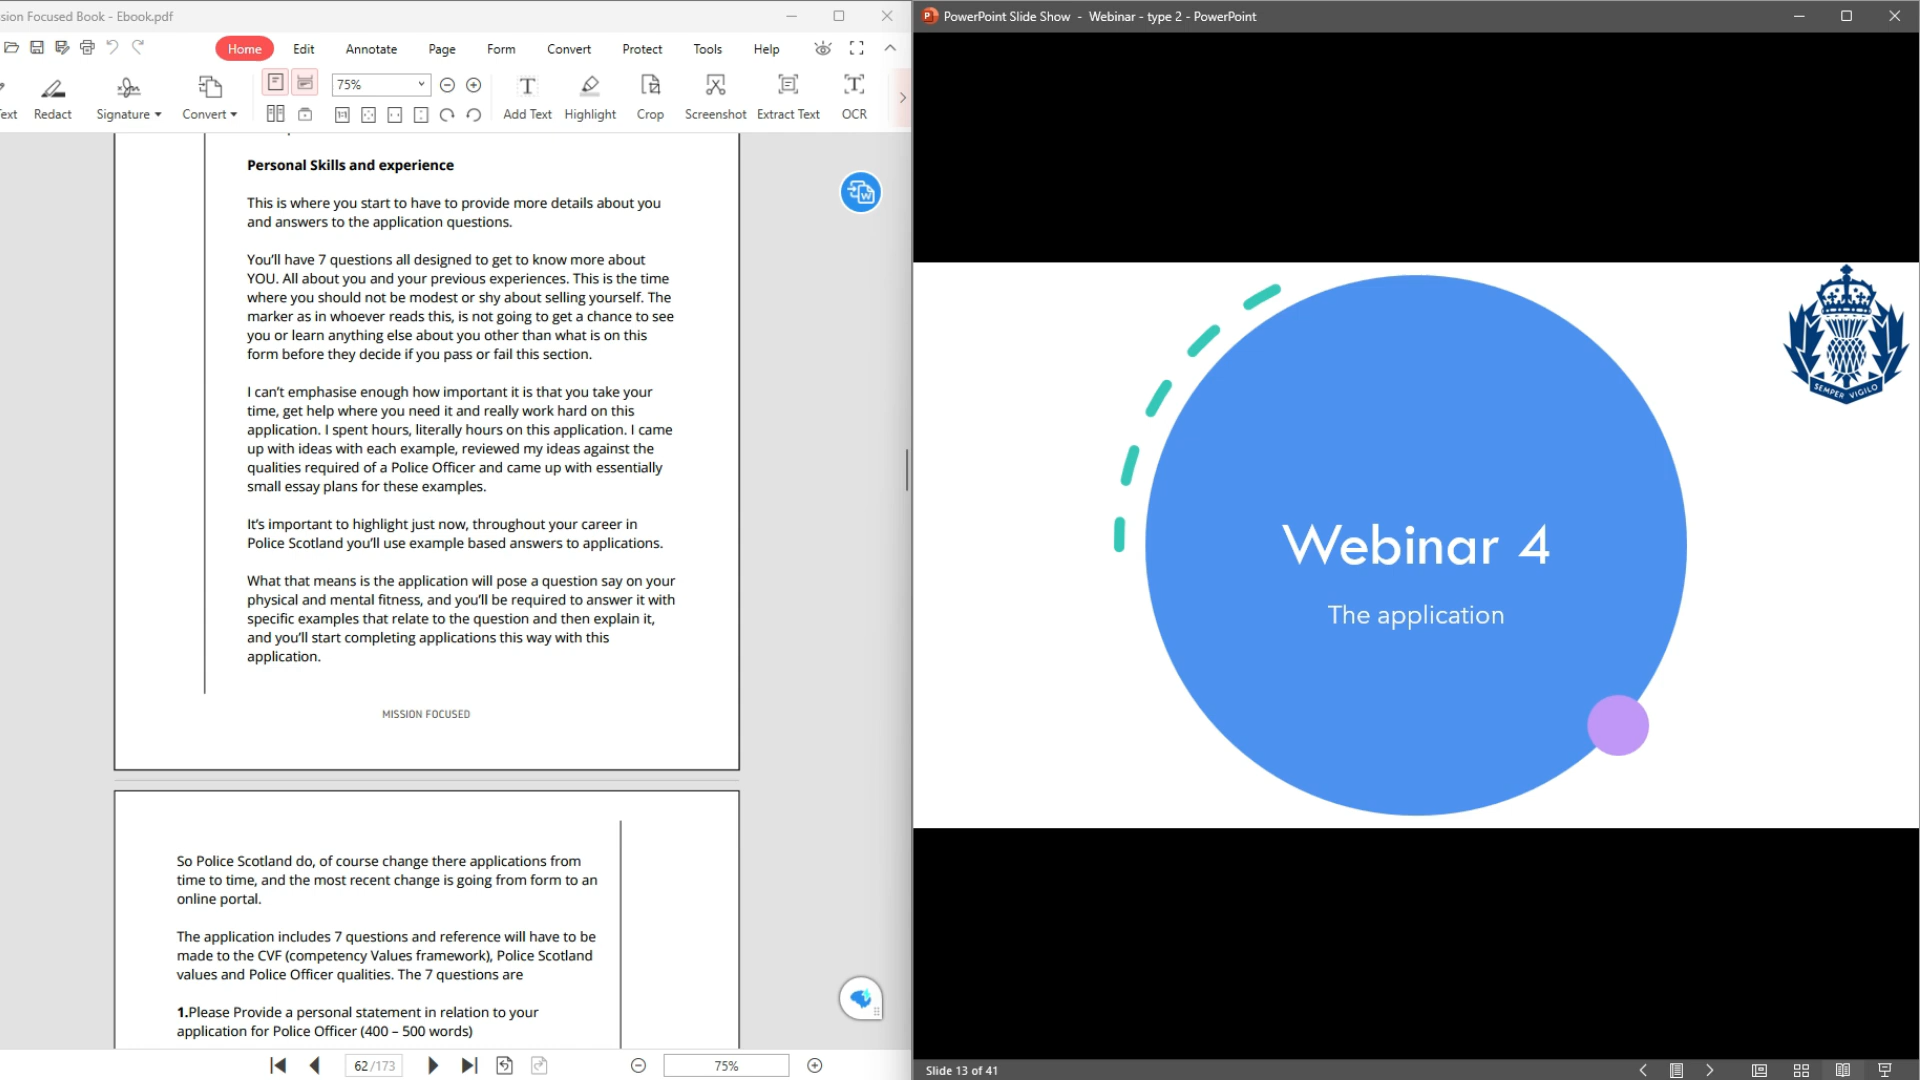 sion Focused Book - Ebook.pdf
Home Edit Annotate Page Form Convert Protect Tools Help
ext Redact Signature Convert 75% Add Text Highlight Crop Screenshot Extract Text OCR
Personal Skills and experience
This is where you start to have to provide more details about you
and answers to the application questions.
You'll have 7 questions all designed to get to know more about
YOU. All about you and your previous experiences. This is the time
where you should not be modest or shy about selling yourself. The
marker as in whoever reads this, is not going to get a chance to see
you or learn anything else about you other than what is on this
form before they decide if you pass or fail this section.
I can't emphasise enough how important it is that you take your
time, get help where you need it and really work hard on this
application. I spent hours, literally hours on this application. I came
up with ideas with each example, reviewed my ideas against the
qualities required of a Police Officer and came up with essentially
small essay plans for these examples.
It's important to highlight just now, throughout your career in
Police Scotland you'll use example based answers to applications.
What that means is the application will pose a question say on your
physical and mental fitness, and you'll be required to answer it with
specific examples that relate to the question and then explain it,
and you'll start completing applications this way with this
application.
MISSION FOCUSED
So Police Scotland do, of course change there applications from
time to time, and the most recent change is going from form to an
online portal.
The application includes 7 questions and reference will have to be
made to the CVF (competency Values framework), Police Scotland
values and Police Officer qualities. The 7 questions are
1.Please Provide a personal statement in relation to your
application for Police Officer (400 – 500 words)
62 /173
75%
PowerPoint Slide Show - Webinar - type 2 - PowerPoint
SEMPER VIGILO
Webinar 4
The application
Slide 13 of 41